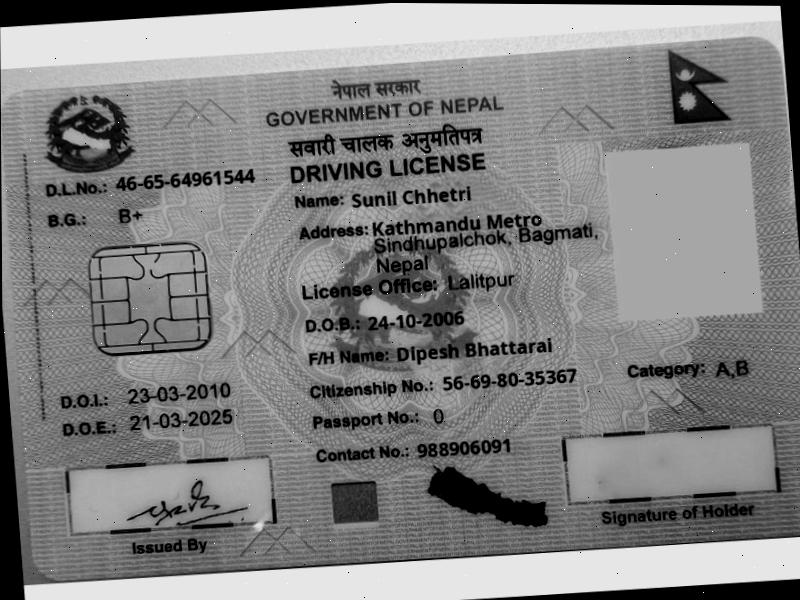 नेपाल सरकार
GOVERNMENT OF NEPAL
सवारी चालक अनुमतिपत्र
DRIVING LICENSE
D.L.No.: 46-65-64961544
B.G.: B+
Name: Sunil Chhetri
Address: Kathmandu Metro
Sindhupalchok, Bagmati,
Nepal
License Office: Lalitpur
D.O.B.: 24-10-2006
F/H Name: Dipesh Bhattarai
Citizenship No.: 56-69-80-35367
Category: A,B
D.O.I.: 23-03-2010
D.O.E.: 21-03-2025
Passport No.: 0
Contact No.: 988906091
Issued By
Signature of Holder